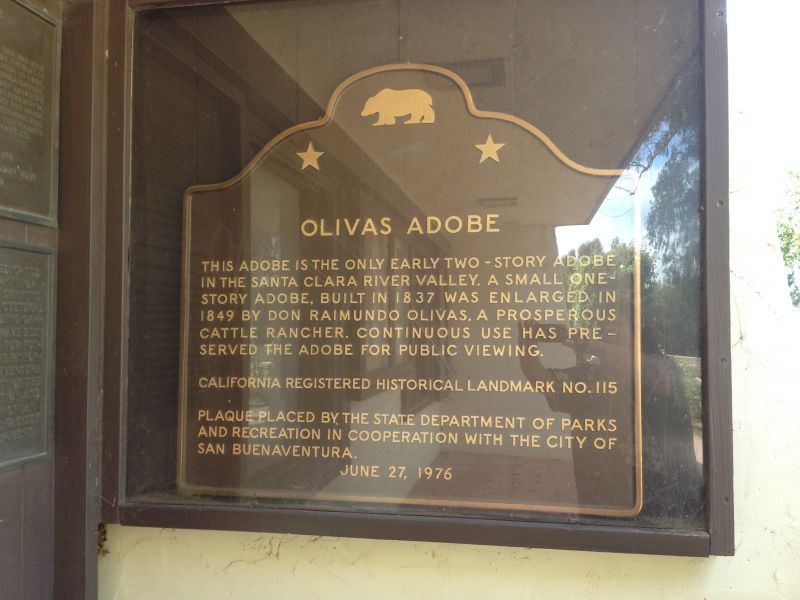 OLIVAS ADOBE
THIS ADOBE IS THE ONLY EARLY TWO-STORY ADOBE
IN THE SANTA CLARA RIVER VALLEY. A SMALL ONE-
STORY ADOBE, BUILT IN 1837 WAS ENLARGED IN
1849 BY DON RAIMUNDO OLIVAS, A PROSPEROUS
CATTLE RANCHER. CONTINUOUS USE HAS PRE-
SERVED THE ADOBE FOR PUBLIC VIEWING.
CALIFORNIA REGISTERED HISTORICAL LANDMARK NO. 115
PLAQUE PLACED BY THE STATE DEPARTMENT OF PARKS
AND RECREATION IN COOPERATION WITH THE CITY OF
SAN BUENAVENTURA.
JUNE 27, 1976